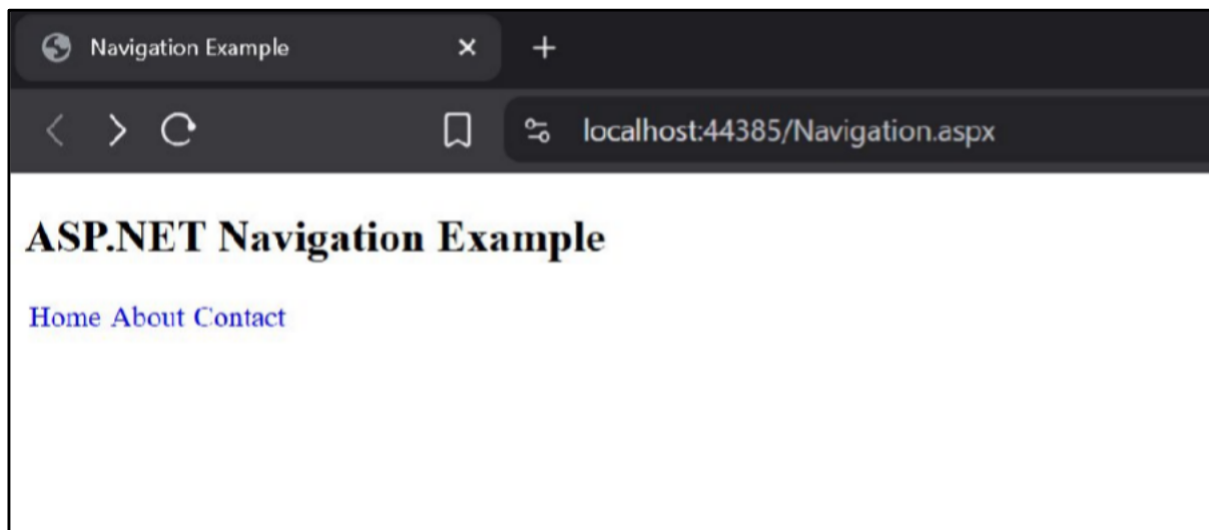 Navigation Example
localhost:44385/Navigation.aspx
ASP.NET Navigation Example
Home About Contact